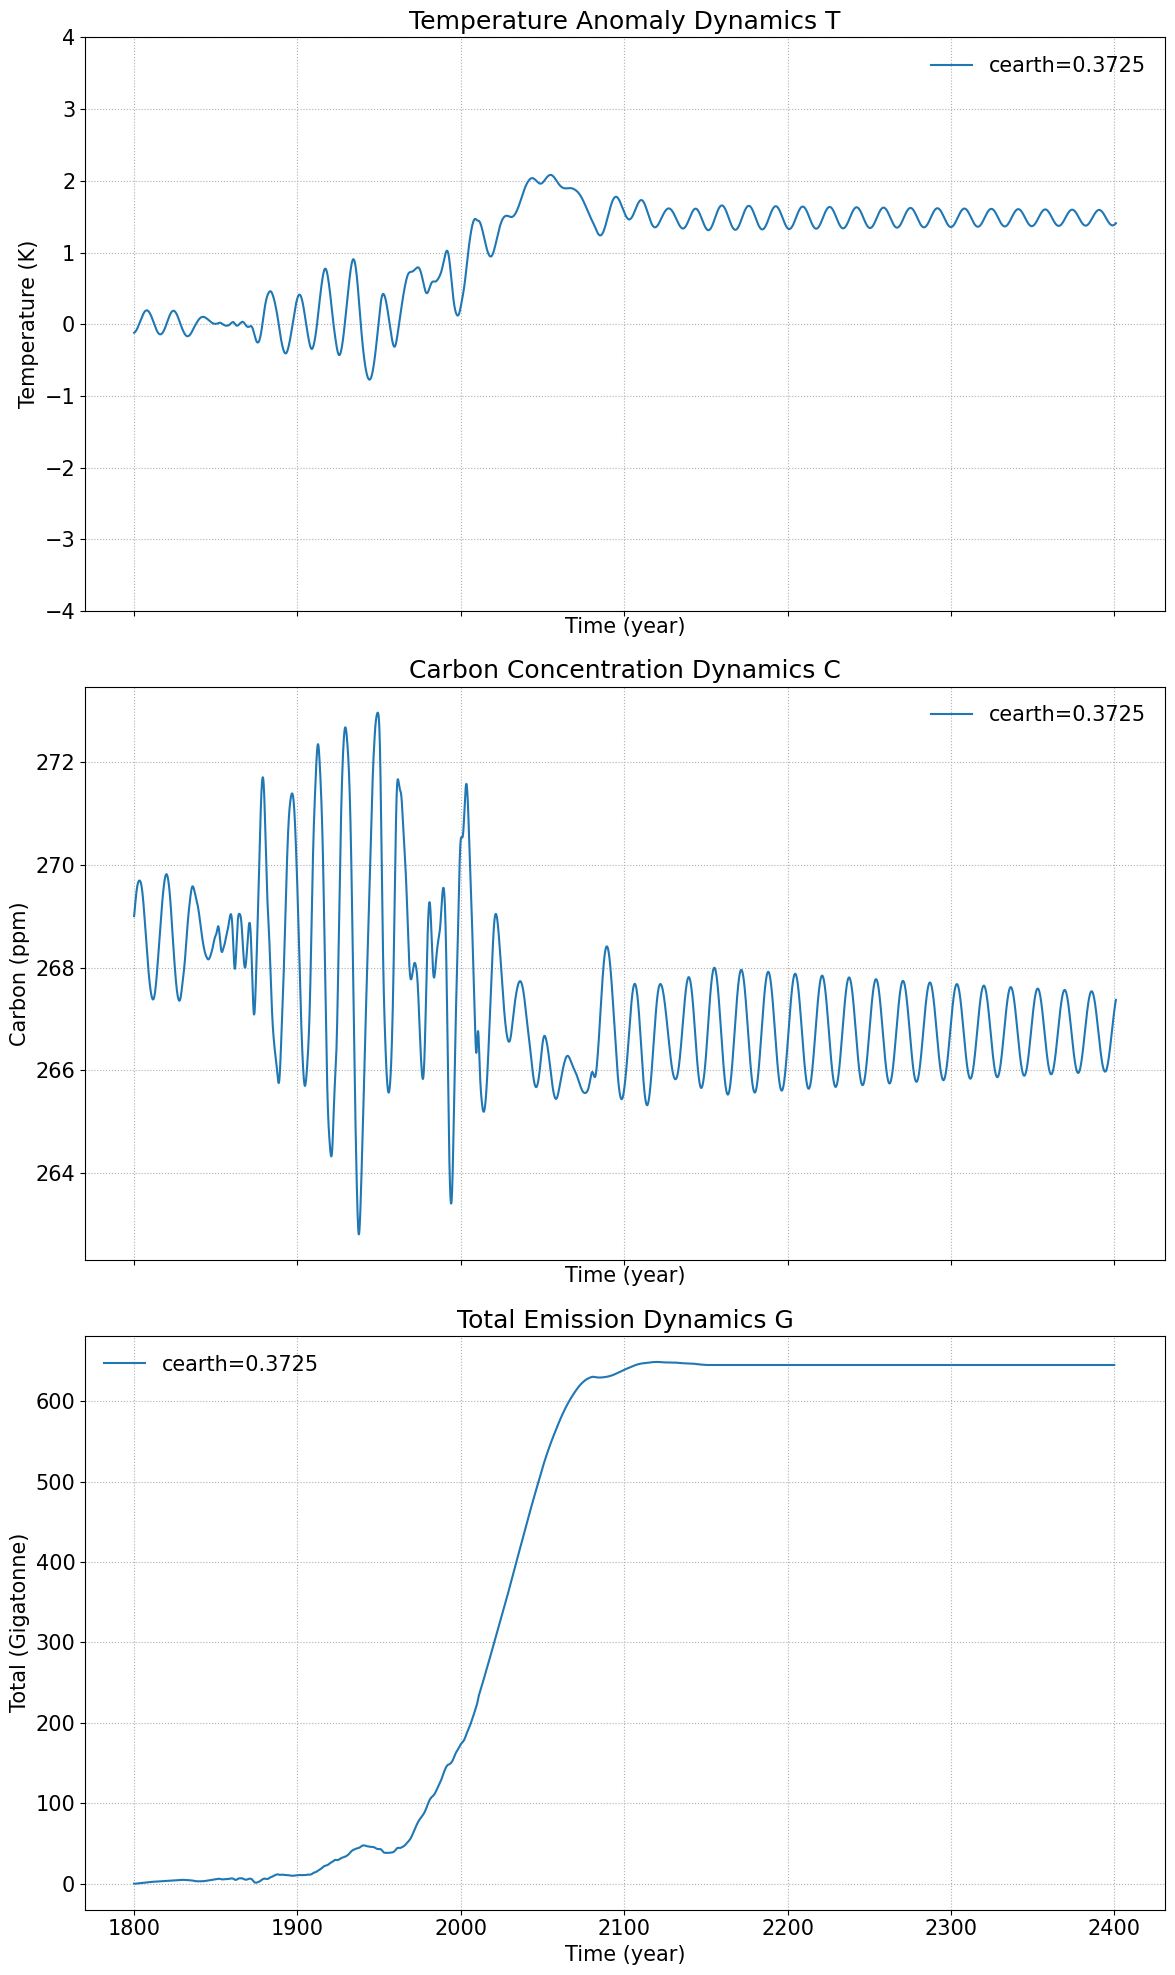 Temperature Anomaly Dynamics T
4
3
2
1
0
−1
−2
−3
−4
Temperature (K)
cearth=0.3725
Time (year)
Carbon Concentration Dynamics C
272
270
268
266
264
Carbon (ppm)
cearth=0.3725
Time (year)
Total Emission Dynamics G
600
500
400
300
200
100
0
Total (Gigatonne)
cearth=0.3725
1800 1900 2000 2100 2200 2300 2400
Time (year)